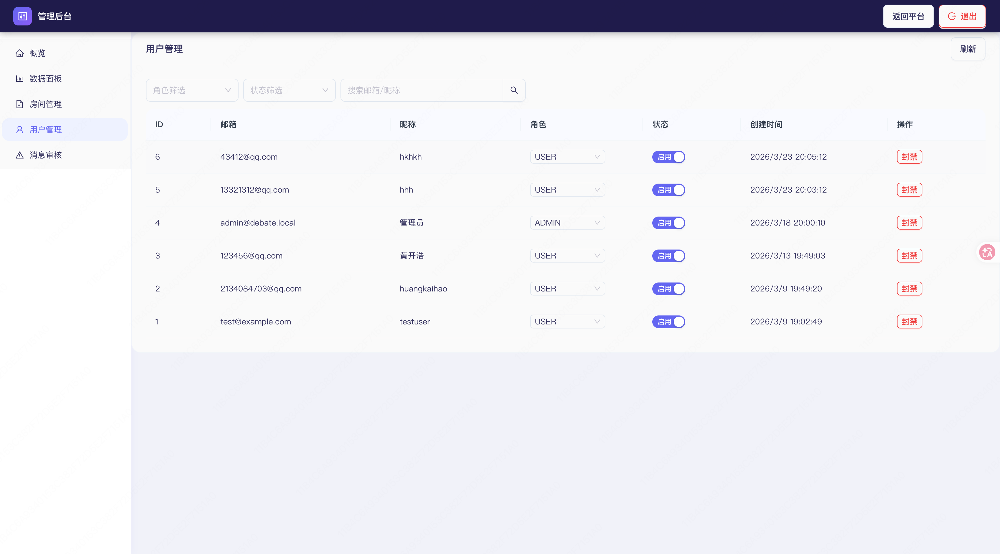 管理后台
返回平台
退出
概览
数据面板
房间管理
用户管理
消息审核
用户管理
刷新
角色筛选
状态筛选
搜索邮箱/昵称
ID 邮箱 昵称 角色 状态 创建时间 操作
6 43412@qq.com hkhkh USER 启用 2026/3/23 20:05:12 封禁
5 13321312@qq.com hhh USER 启用 2026/3/23 20:03:12 封禁
4 admin@debate.local 管理员 ADMIN 启用 2026/3/18 20:00:10 封禁
3 123456@qq.com 黄开浩 USER 启用 2026/3/13 19:49:03 封禁
2 2134084703@qq.com huangkaihao USER 启用 2026/3/9 19:49:20 封禁
1 test@example.com testuser USER 启用 2026/3/9 19:02:49 封禁